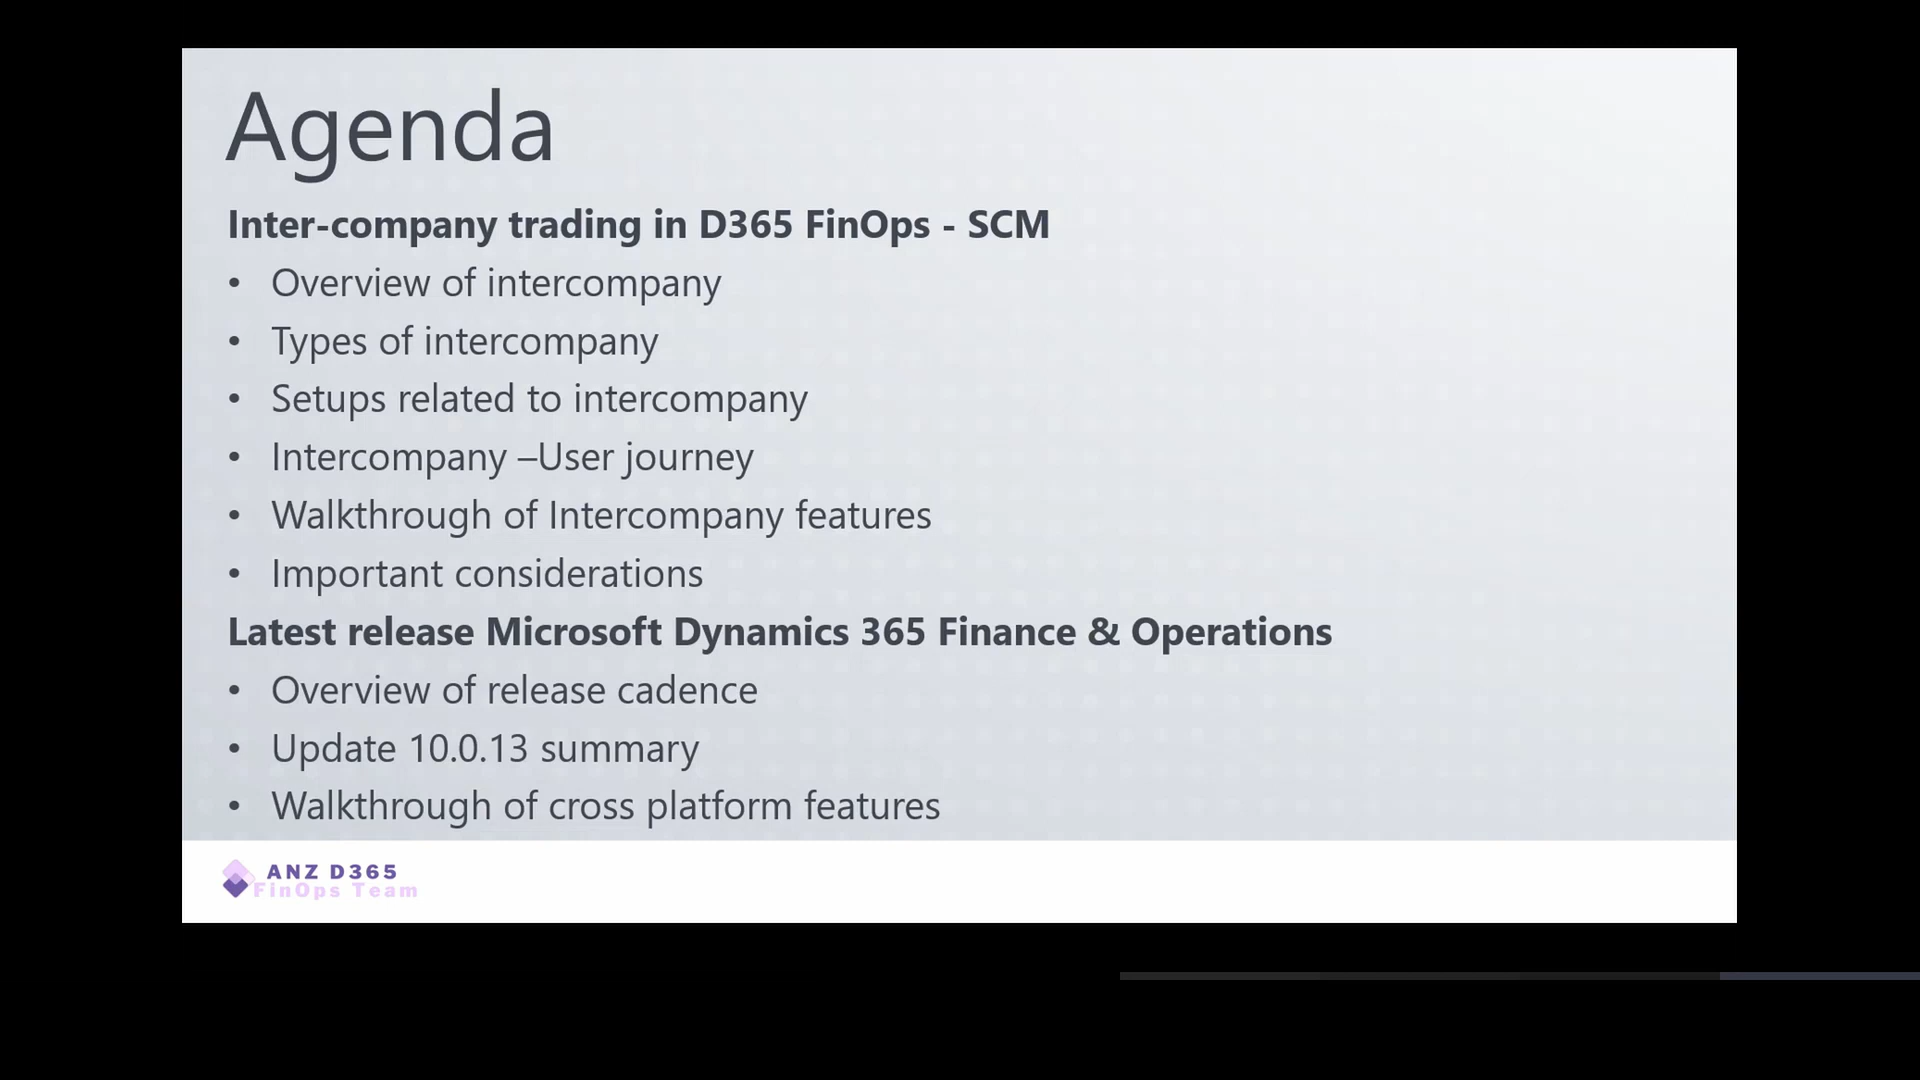 Agenda
Inter-company trading in D365 FinOps - SCM
• Overview of intercompany
• Types of intercompany
• Setups related to intercompany
• Intercompany –User journey
• Walkthrough of Intercompany features
• Important considerations
Latest release Microsoft Dynamics 365 Finance & Operations
• Overview of release cadence
• Update 10.0.13 summary
• Walkthrough of cross platform features
ANZ D365
FinOps Team